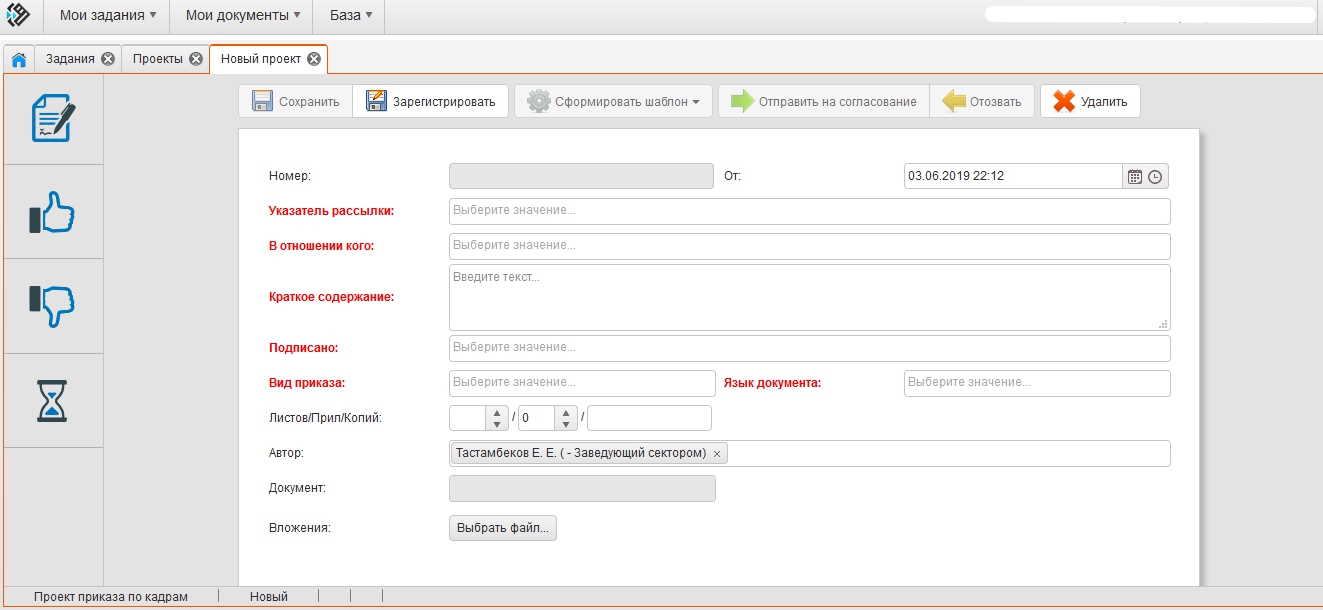 Мои задания Мои документы База
Задания Проекты Новый проект
Сохранить Зарегистрировать Сформировать шаблон Отправить на согласование Отозвать Удалить
Номер: От: 03.06.2019 22:12
Указатель рассылки: Выберите значение...
В отношении кого: Выберите значение...
Введите текст...
Краткое содержание:
Подписано: Выберите значение...
Вид приказа: Выберите значение... Язык документа: Выберите значение...
Листов/Прил/Копий: / 0 /
Автор: Тастамбеков Е. Е. ( - Заведующий сектором) ×
Документ:
Вложения: Выбрать файл...
Проект приказа по кадрам Новый